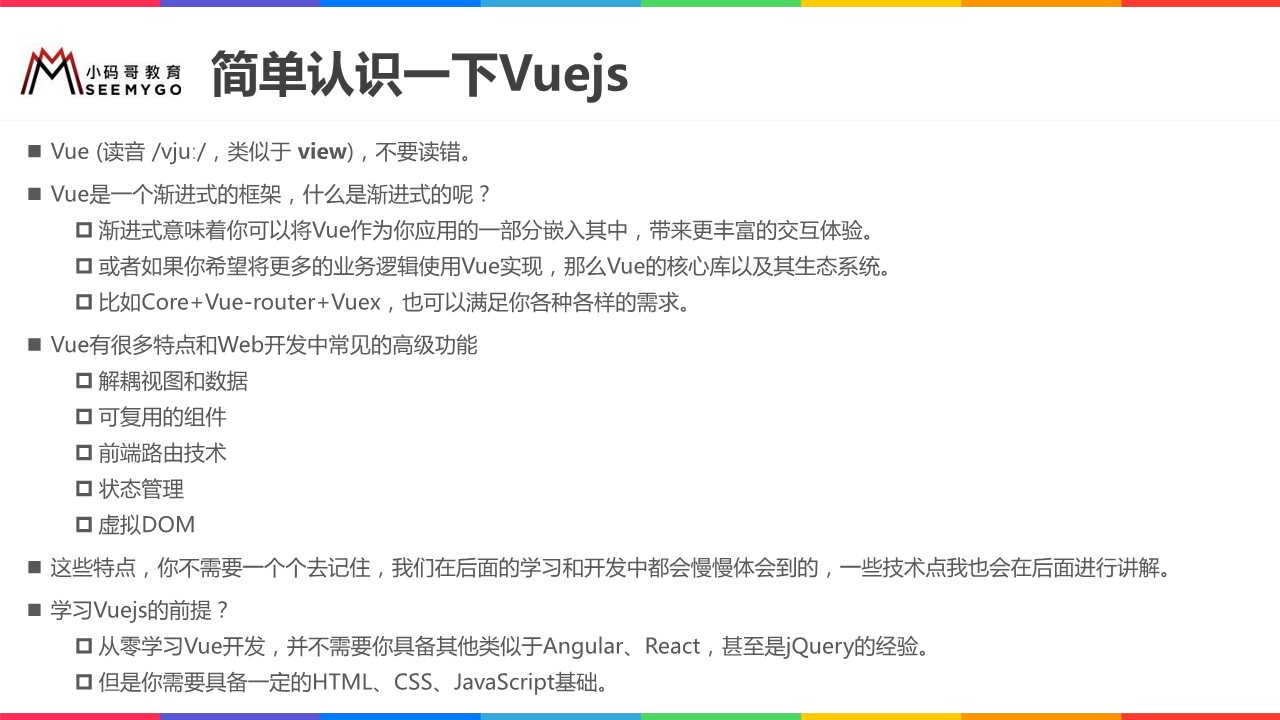 小码哥教育
SEEMYGO
简单认识一下Vuejs
■ Vue (读音 /vjuː/，类似于 view)，不要读错。
■ Vue是一个渐进式的框架，什么是渐进式的呢？
渐进式意味着你可以将Vue作为你应用的一部分嵌入其中，带来更丰富的交互体验。
或者如果你希望将更多的业务逻辑使用Vue实现，那么Vue的核心库以及其生态系统。
比如Core+Vue-router+Vuex，也可以满足你各种各样的需求。
■ Vue有很多特点和Web开发中常见的高级功能
解耦视图和数据
可复用的组件
前端路由技术
状态管理
虚拟DOM
■ 这些特点，你不需要一个个去记住，我们在后面的学习和开发中都会慢慢体会到的，一些技术点我也会在后面进行讲解。
■ 学习Vuejs的前提？
从零学习Vue开发，并不需要你具备其他类似于Angular、React，甚至是jQuery的经验。
但是你需要具备一定的HTML、CSS、JavaScript基础。